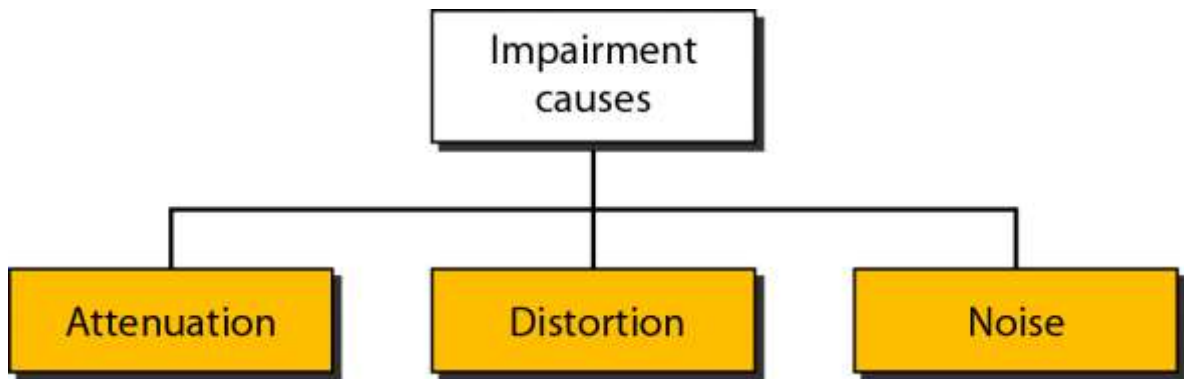 Impairment
causes
Attenuation
Distortion
Noise